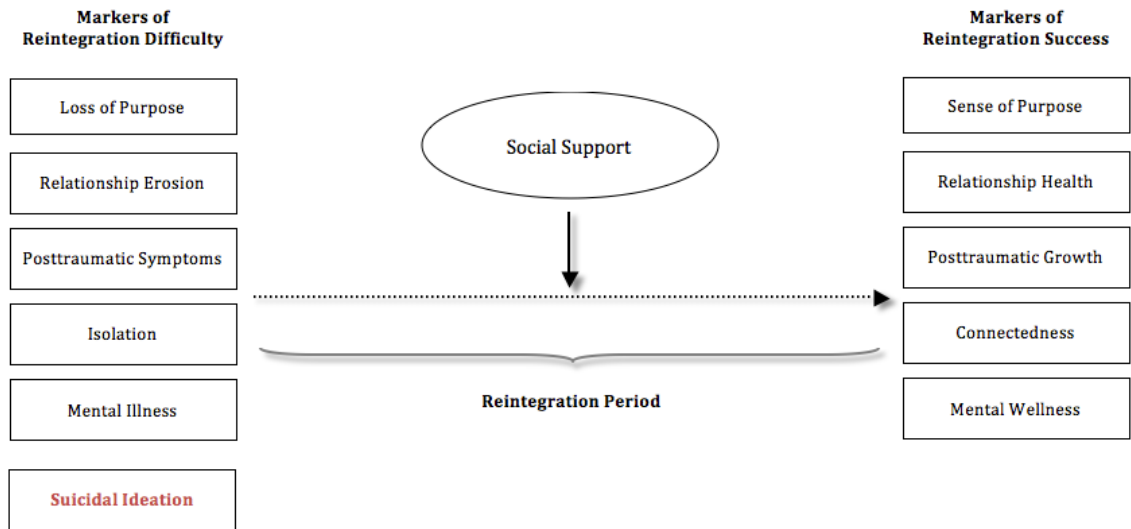 Markers of
Reintegration Difficulty
Loss of Purpose
Relationship Erosion
Posttraumatic Symptoms
Isolation
Mental Illness
Suicidal Ideation
Social Support
Reintegration Period
Markers of
Reintegration Success
Sense of Purpose
Relationship Health
Posttraumatic Growth
Connectedness
Mental Wellness